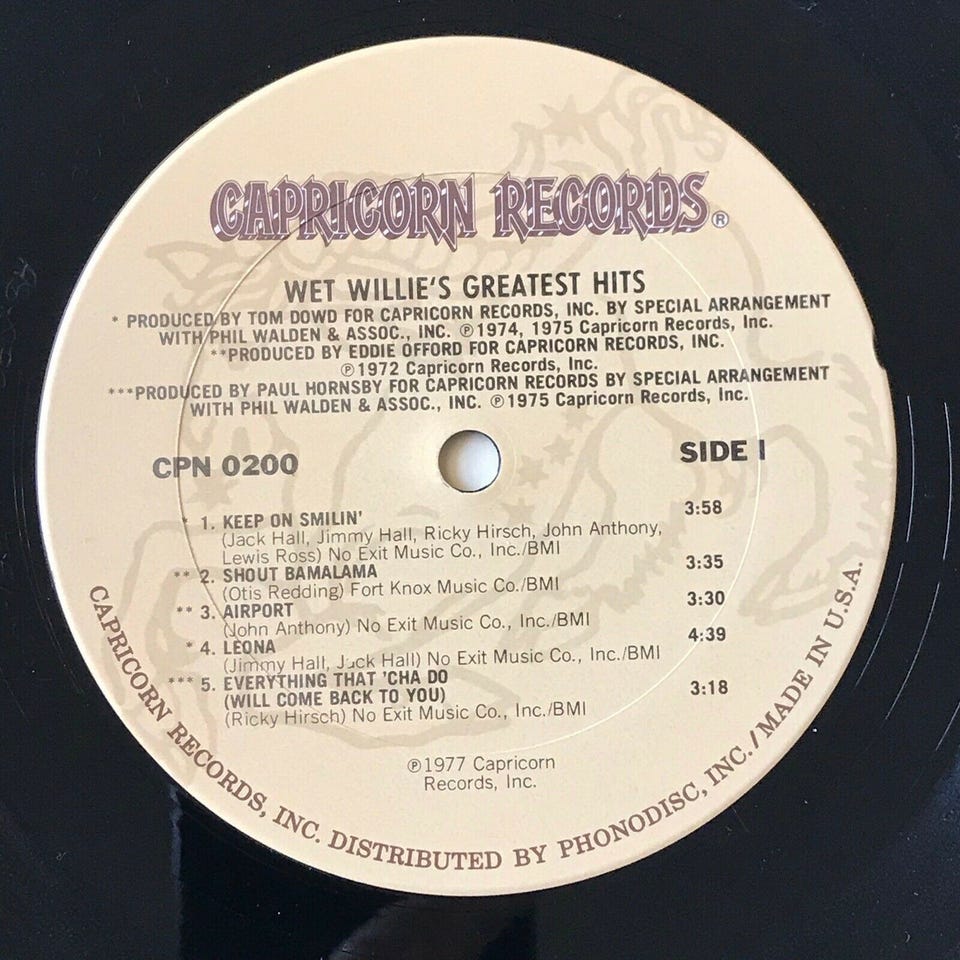 CAPRICORN RECORDS®
WET WILLIE'S GREATEST HITS
* PRODUCED BY TOM DOWD FOR CAPRICORN RECORDS, INC. BY SPECIAL ARRANGEMENT
WITH PHIL WALDEN & ASSOC., INC. ℗1974, 1975 Capricorn Records, Inc.
**PRODUCED BY EDDIE OFFORD FOR CAPRICORN RECORDS, INC.
℗1972 Capricorn Records, Inc.
***PRODUCED BY PAUL HORNSBY FOR CAPRICORN RECORDS BY SPECIAL ARRANGEMENT
WITH PHIL WALDEN & ASSOC., INC. ℗1975 Capricorn Records, Inc.
CPN 0200 SIDE I
* 1. KEEP ON SMILIN' 3:58
(Jack Hall, Jimmy Hall, Ricky Hirsch, John Anthony,
Lewis Ross) No Exit Music Co., Inc./BMI
** 2. SHOUT BAMALAMA 3:35
(Otis Redding) Fort Knox Music Co./BMI
** 3. AIRPORT 3:30
(John Anthony) No Exit Music Co., Inc./BMI
* 4. LEONA 4:39
(Jimmy Hall, Jack Hall) No Exit Music Co., Inc./BMI
*** 5. EVERYTHING THAT 'CHA DO
(WILL COME BACK TO YOU) 3:18
(Ricky Hirsch) No Exit Music Co., Inc./BMI
℗1977 Capricorn
Records, Inc.
CAPRICORN RECORDS, INC. DISTRIBUTED BY PHONODISC, INC./MADE IN U.S.A.